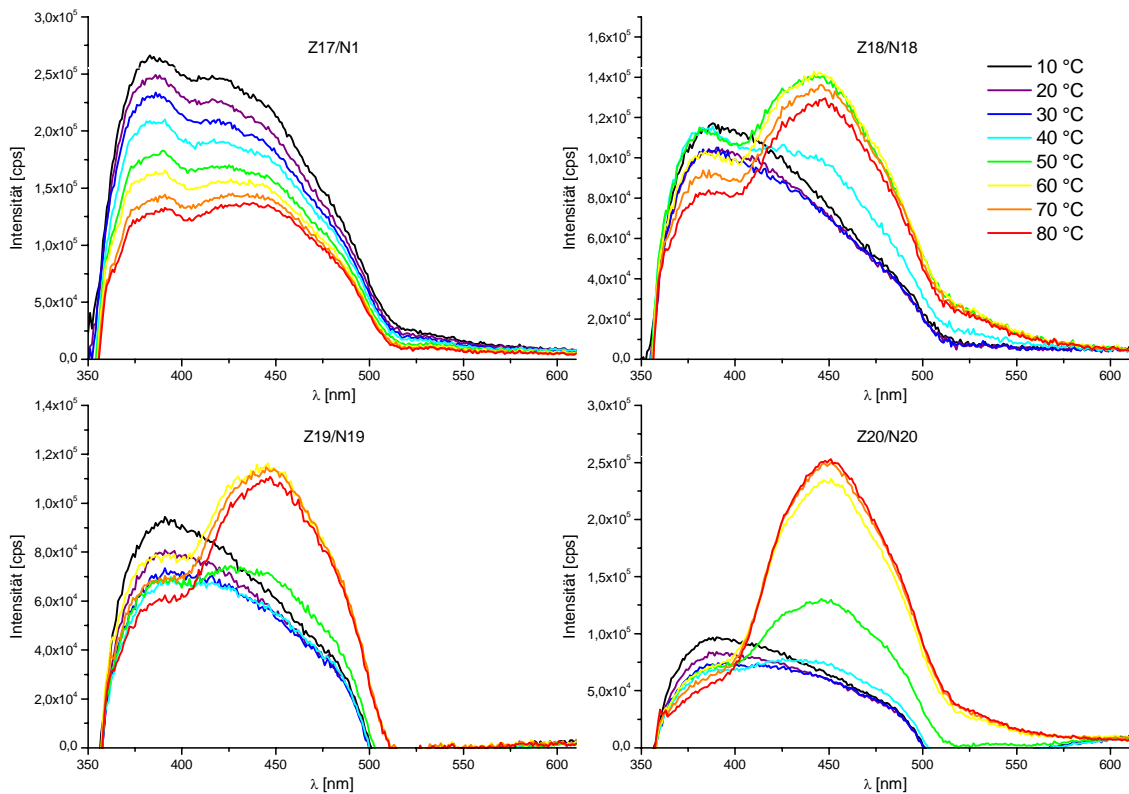 Z17/N1
Intensität [cps]
3,0x10⁵
2,5x10⁵
2,0x10⁵
1,5x10⁵
1,0x10⁵
5,0x10⁴
0,0
350 400 450 500 550 600
λ [nm]
Z18/N18
Intensität [cps]
1,6x10⁵
1,4x10⁵
1,2x10⁵
1,0x10⁵
8,0x10⁴
6,0x10⁴
4,0x10⁴
2,0x10⁴
0,0
350 400 450 500 550 600
λ [nm]
10 °C
20 °C
30 °C
40 °C
50 °C
60 °C
70 °C
80 °C
Z19/N19
Intensität [cps]
1,4x10⁵
1,2x10⁵
1,0x10⁵
8,0x10⁴
6,0x10⁴
4,0x10⁴
2,0x10⁴
0,0
350 400 450 500 550 600
λ [nm]
Z20/N20
Intensität [cps]
3,0x10⁵
2,5x10⁵
2,0x10⁵
1,5x10⁵
1,0x10⁵
5,0x10⁴
0,0
350 400 450 500 550 600
λ [nm]